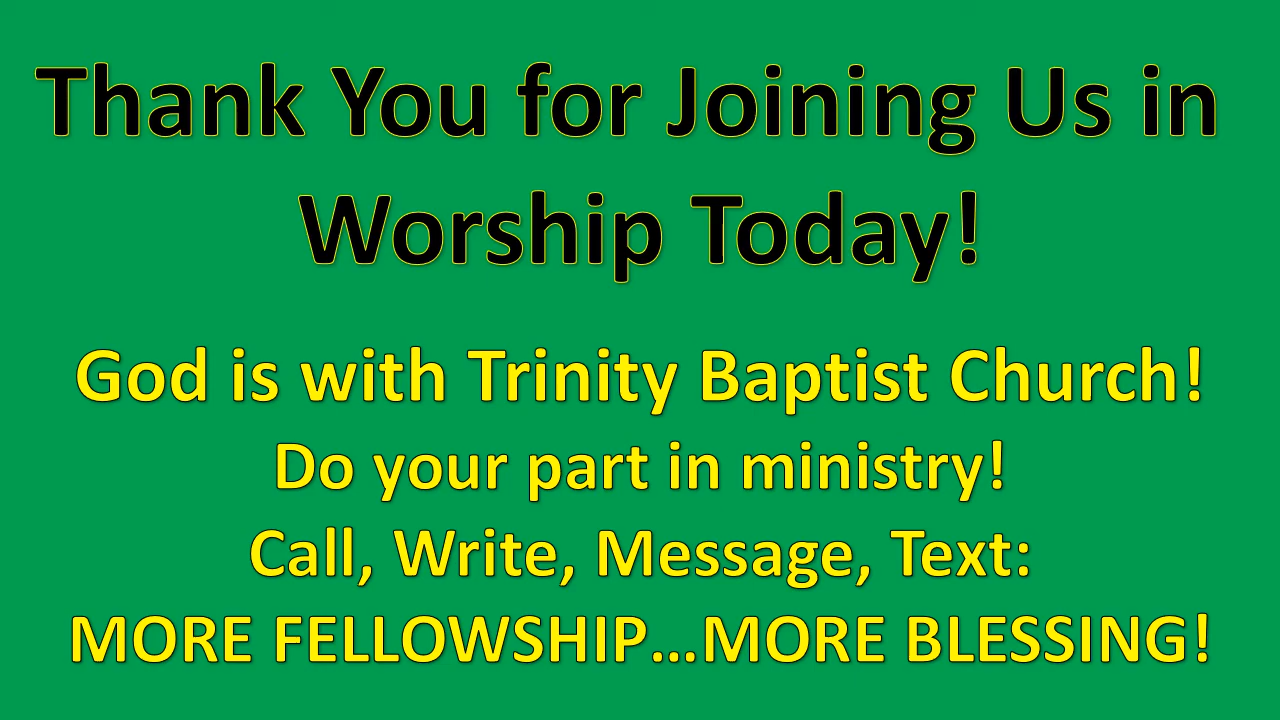 Thank You for Joining Us in
Worship Today!
God is with Trinity Baptist Church!
Do your part in ministry!
Call, Write, Message, Text:
MORE FELLOWSHIP...MORE BLESSING!